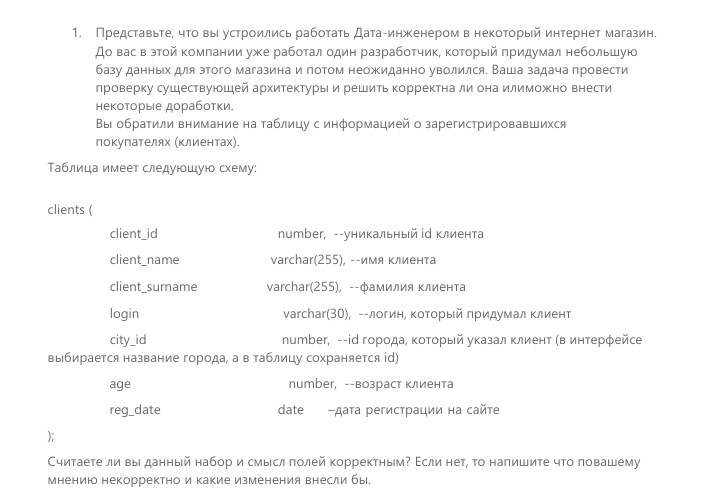 1. Представьте, что вы устроились работать Дата-инженером в некоторый интернет магазин.
До вас в этой компании уже работал один разработчик, который придумал небольшую
базу данных для этого магазина и потом неожиданно уволился. Ваша задача провести
проверку существующей архитектуры и решить корректна ли она илиможно внести
некоторые доработки.
Вы обратили внимание на таблицу с информацией о зарегистрировавшихся
покупателях (клиентах).
Таблица имеет следующую схему:
clients (
client_id number, --уникальный id клиента
client_name varchar(255), --имя клиента
client_surname varchar(255), --фамилия клиента
login varchar(30), --логин, который придумал клиент
city_id number, --id города, который указал клиент (в интерфейсе
выбирается название города, а в таблицу сохраняется id)
age number, --возраст клиента
reg_date date –дата регистрации на сайте
);
Считаете ли вы данный набор и смысл полей корректным? Если нет, то напишите что повашему
мнению некорректно и какие изменения внесли бы.